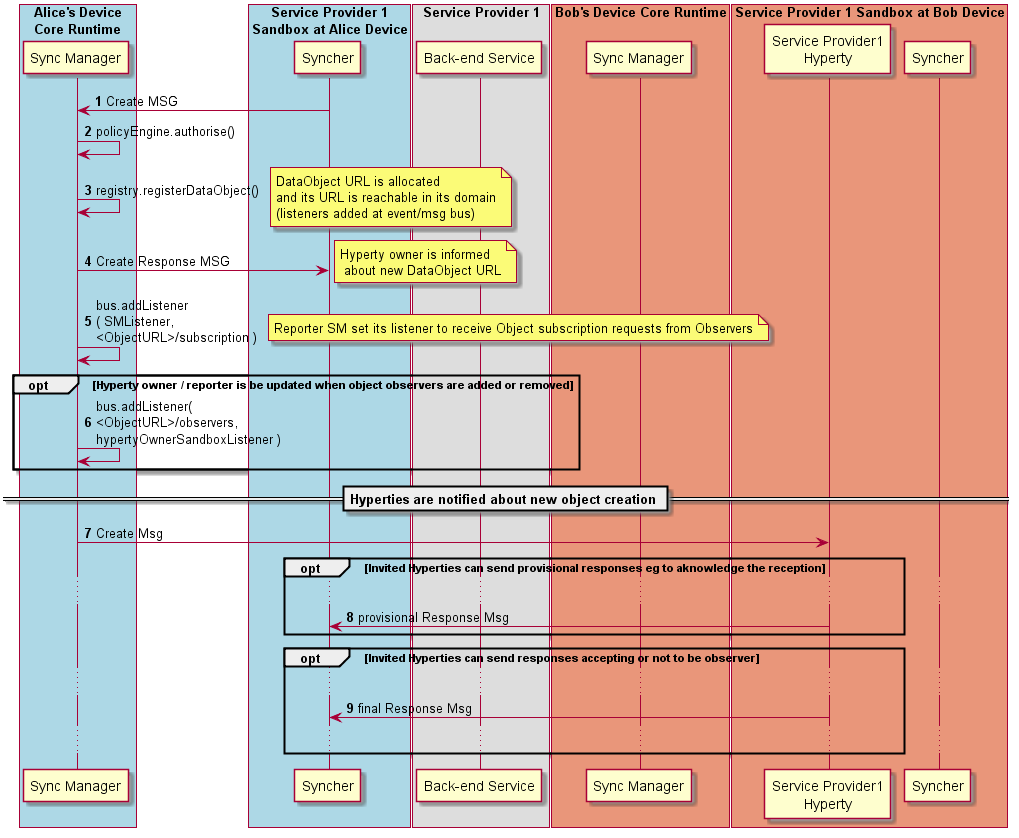 Alice's Device
Core Runtime
Service Provider 1
Sandbox at Alice Device
Service Provider 1
Bob's Device Core Runtime
Service Provider 1 Sandbox at Bob Device
Sync Manager
Syncher
Back-end Service
Sync Manager
Service Provider1
Hyperty
Syncher
1 Create MSG
2 policyEngine.authorise()
3 registry.registerDataObject()
DataObject URL is allocated
and its URL is reachable in its domain
(listeners added at event/msg bus)
4 Create Response MSG
Hyperty owner is informed
about new DataObject URL
bus.addListener
5 ( SMListener,
<ObjectURL>/subscription )
Reporter SM set its listener to receive Object subscription requests from Observers
opt [Hyperty owner / reporter is be updated when object observers are added or removed]
bus.addListener(
6 <ObjectURL>/observers,
hypertyOwnerSandboxListener )
Hyperties are notified about new object creation
7 Create Msg
opt [Invited Hyperties can send provisional responses eg to aknowledge the reception]
8 provisional Response Msg
opt [Invited Hyperties can send responses accepting or not to be observer]
9 final Response Msg
Sync Manager
Syncher
Back-end Service
Sync Manager
Service Provider1
Hyperty
Syncher